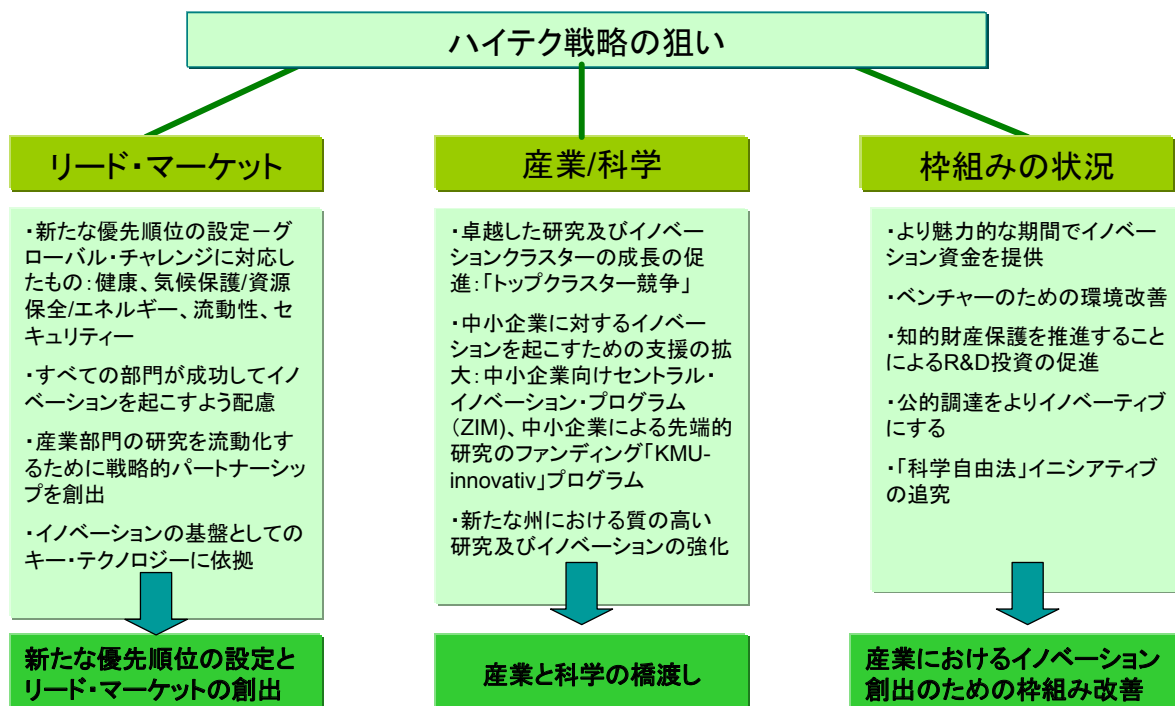 ハイテク戦略の狙い
リード・マーケット
・新たな優先順位の設定－グ
ローバル・チャレンジに対応し
たもの：健康、気候保護/資源
保全/エネルギー、流動性、セ
キュリティー
・すべての部門が成功してイノ
ベーションを起こすよう配慮
・産業部門の研究を流動化す
るために戦略的パートナーシッ
プを創出
・イノベーションの基盤としての
キー・テクノロジーに依拠
新たな優先順位の設定と
リード・マーケットの創出
産業/科学
・卓越した研究及びイノベー
ションクラスターの成長の促
進：「トップクラスター競争」
・中小企業に対するイノベー
ションを起こすための支援の拡
大：中小企業向けセントラル・
イノベーション・プログラム
（ZIM)、中小企業による先端的
研究のファンディング「KMU-
innovativ」プログラム
・新たな州における質の高い
研究及びイノベーションの強化
産業と科学の橋渡し
枠組みの状況
・より魅力的な期間でイノベー
ション資金を提供
・ベンチャーのための環境改善
・知的財産保護を推進すること
によるR&D投資の促進
・公的調達をよりイノベーティブ
にする
・「科学自由法」イニシアティブ
の追究
産業におけるイノベーション
創出のための枠組み改善